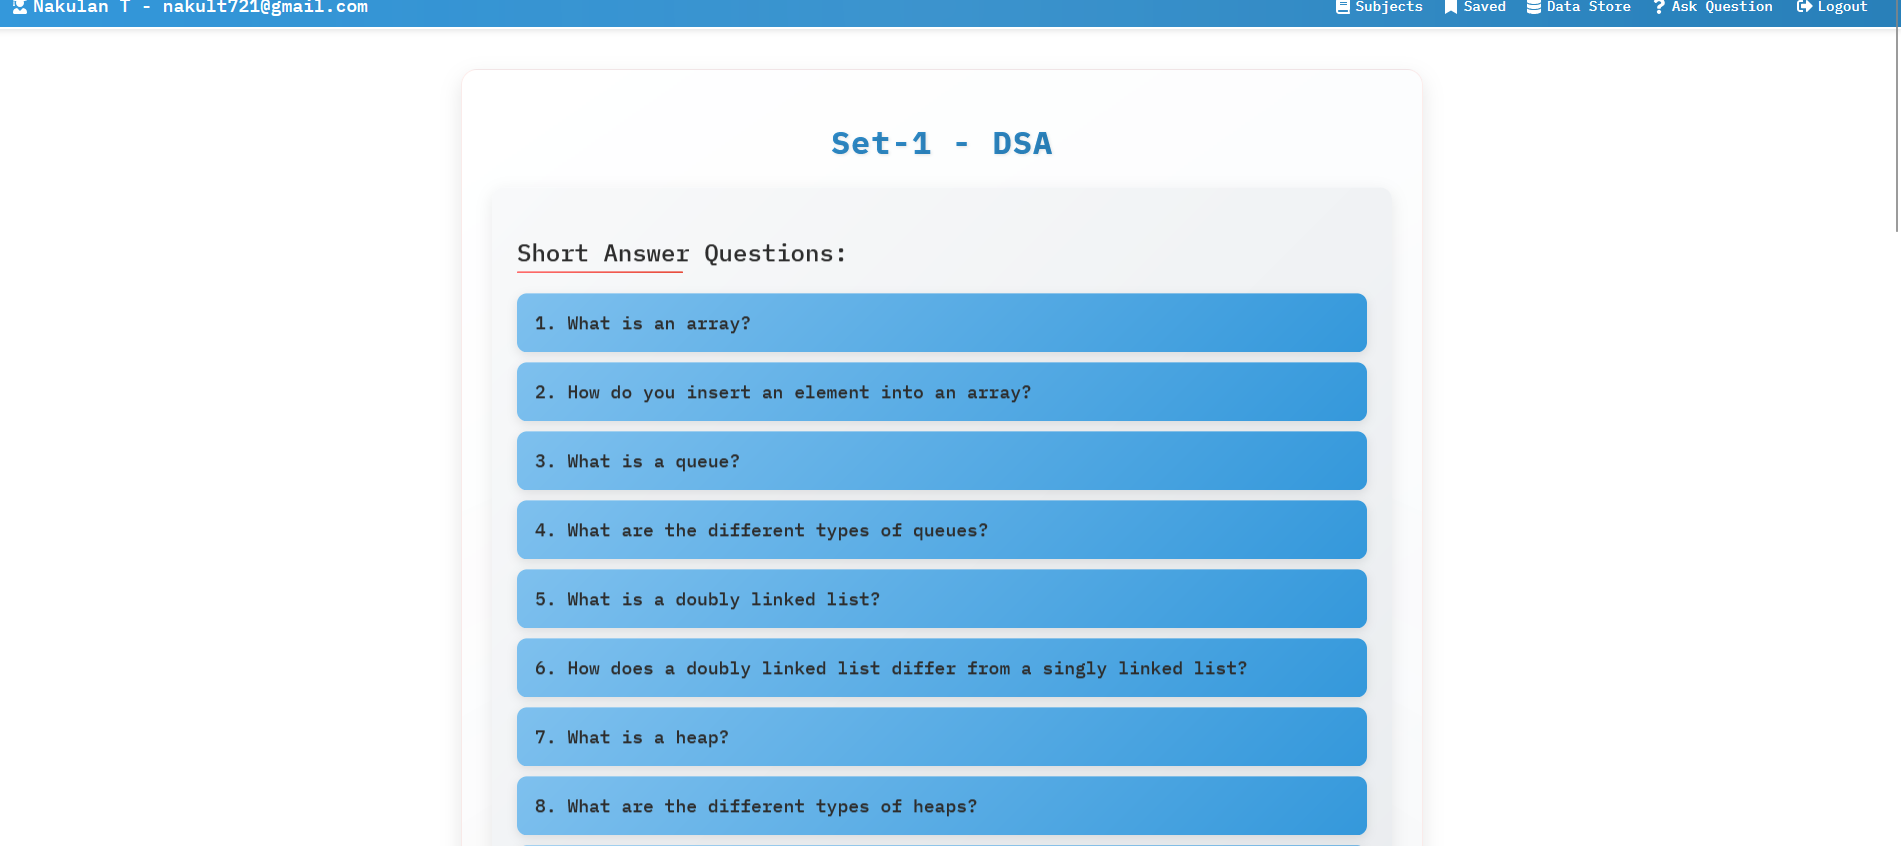 Nakulan T - nakult721@gmail.com
Subjects Saved Data Store Ask Question Logout
Set-1 - DSA
Short Answer Questions:
1. What is an array?
2. How do you insert an element into an array?
3. What is a queue?
4. What are the different types of queues?
5. What is a doubly linked list?
6. How does a doubly linked list differ from a singly linked list?
7. What is a heap?
8. What are the different types of heaps?